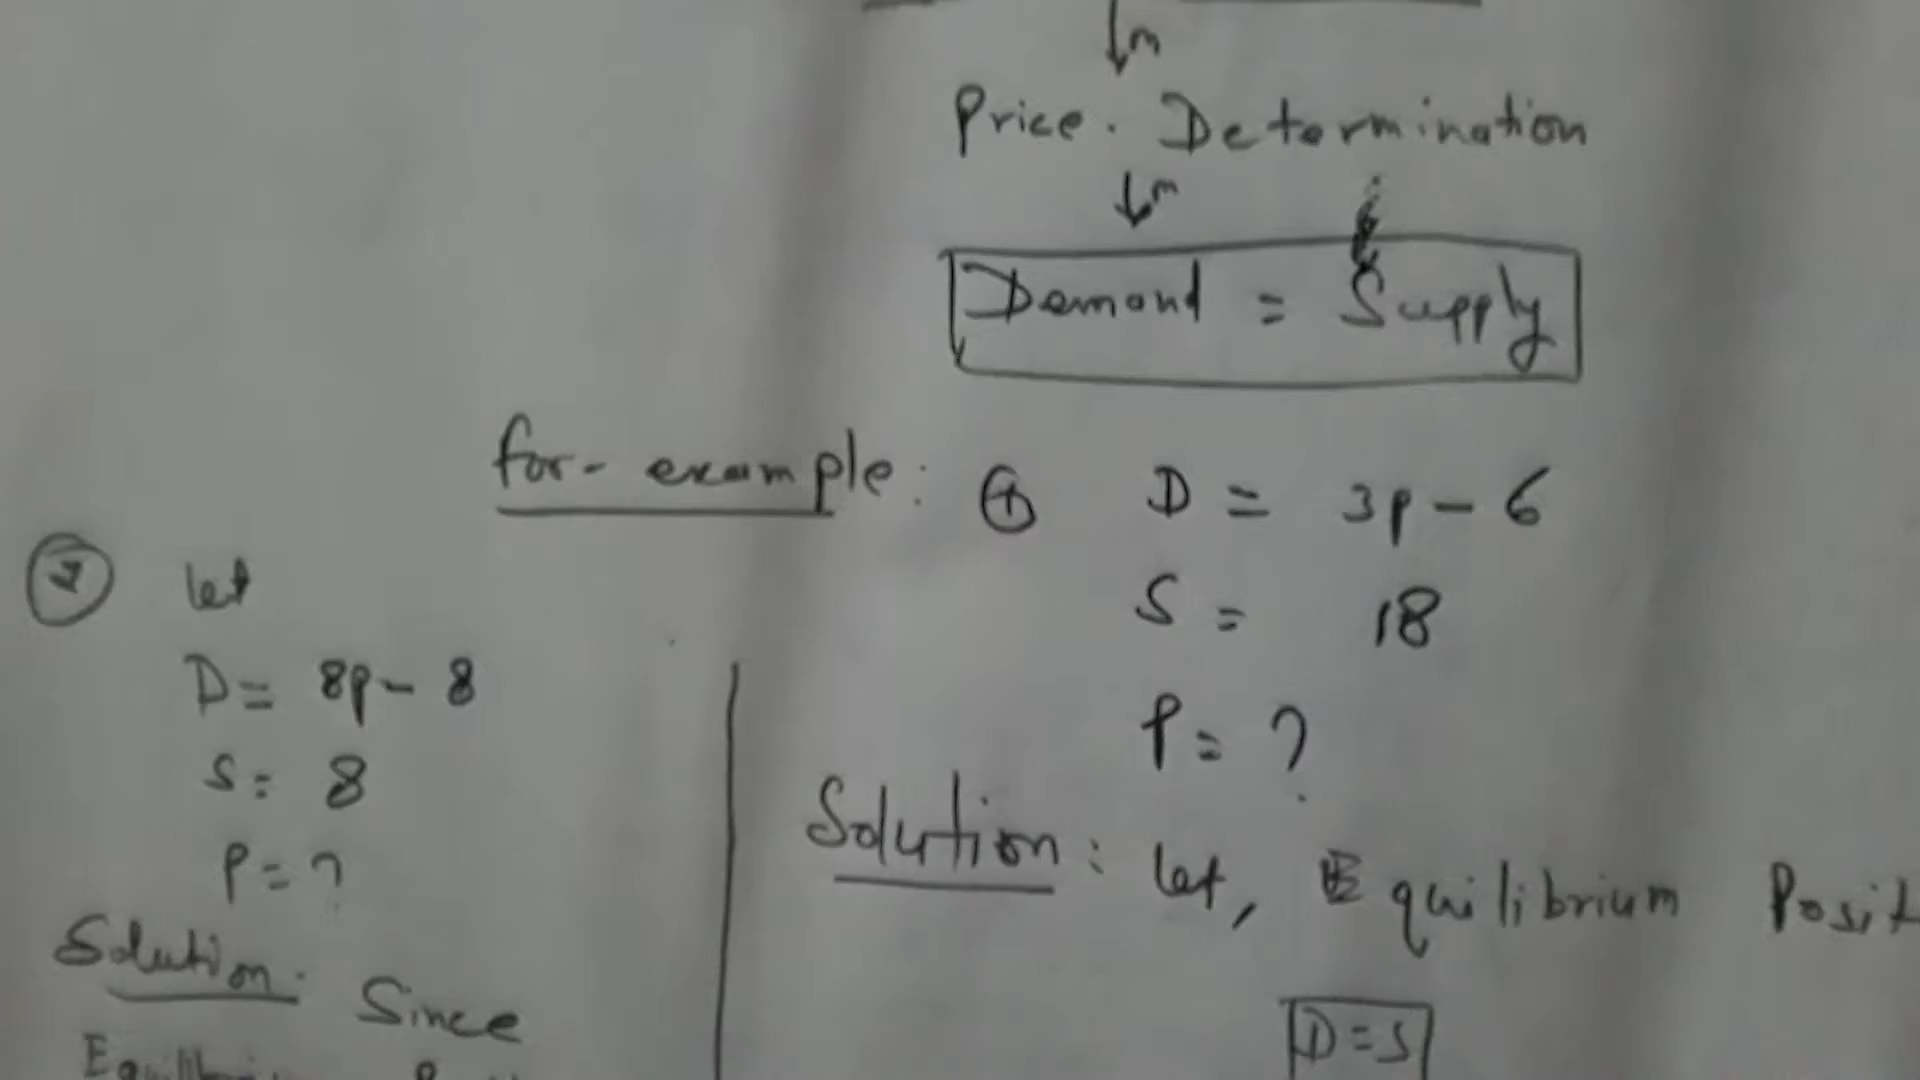 Price. Determination
Demand = Supply
for- example: ① D = 3p - 6
S = 18
P = ?
Solution: let, Equilibrium Posit
D = S
② let
D = 8p - 8
S = 8
P = ?
Solution. Since